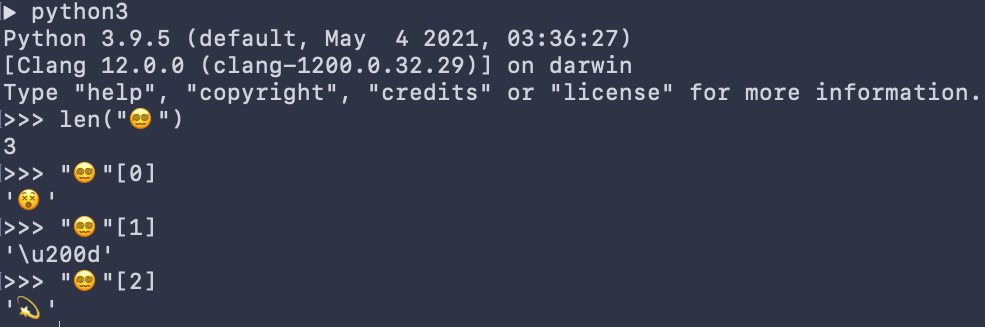 ▶ python3
Python 3.9.5 (default, May  4 2021, 03:36:27)
[Clang 12.0.0 (clang-1200.0.32.29)] on darwin
Type "help", "copyright", "credits" or "license" for more information.
>>> len("😵‍💫")
3
>>> "😵‍💫"[0]
'😵'
>>> "😵‍💫"[1]
'\u200d'
>>> "😵‍💫"[2]
'💫'